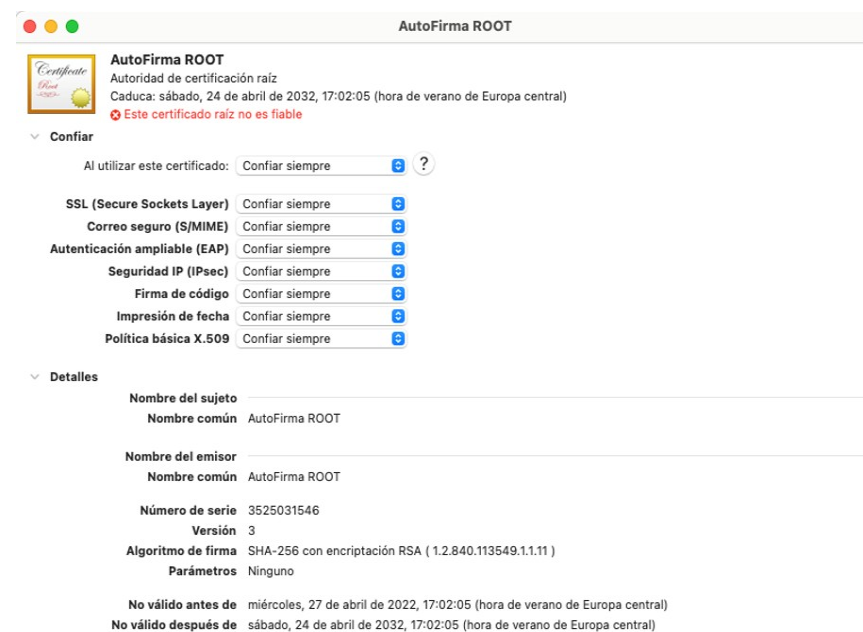 AutoFirma ROOT
Certificate
Root
AutoFirma ROOT
Autoridad de certificación raíz
Caduca: sábado, 24 de abril de 2032, 17:02:05 (hora de verano de Europa central)
Este certificado raíz no es fiable
Confiar
Al utilizar este certificado: Confiar siempre ?
SSL (Secure Sockets Layer) Confiar siempre
Correo seguro (S/MIME) Confiar siempre
Autenticación ampliable (EAP) Confiar siempre
Seguridad IP (IPsec) Confiar siempre
Firma de código Confiar siempre
Impresión de fecha Confiar siempre
Política básica X.509 Confiar siempre
Detalles
Nombre del sujeto
Nombre común AutoFirma ROOT
Nombre del emisor
Nombre común AutoFirma ROOT
Número de serie 3525031546
Versión 3
Algoritmo de firma SHA-256 con encriptación RSA ( 1.2.840.113549.1.1.11 )
Parámetros Ninguno
No válido antes de miércoles, 27 de abril de 2022, 17:02:05 (hora de verano de Europa central)
No válido después de sábado, 24 de abril de 2032, 17:02:05 (hora de verano de Europa central)